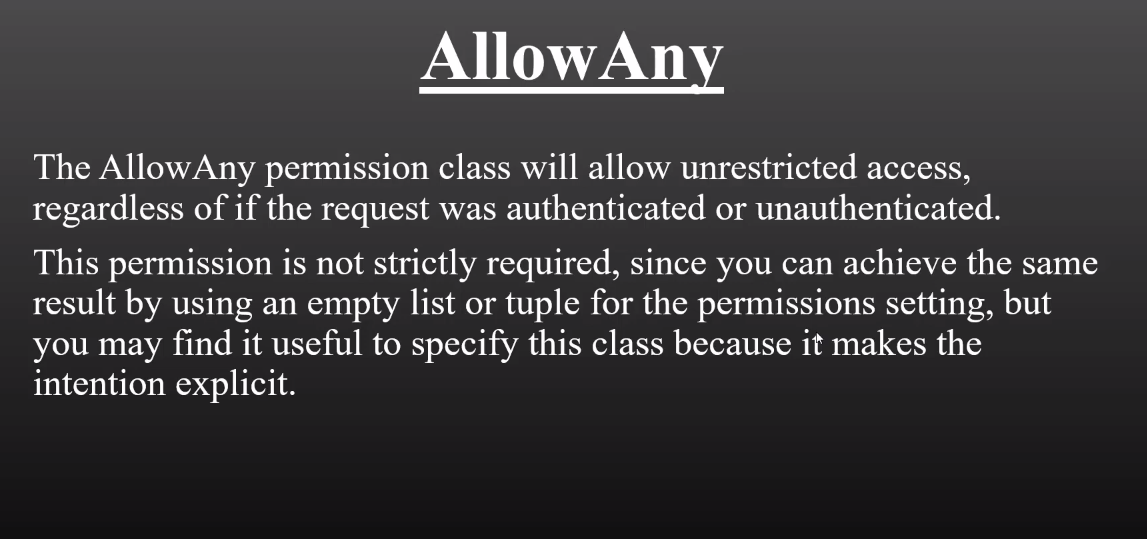 AllowAny
The AllowAny permission class will allow unrestricted access,
regardless of if the request was authenticated or unauthenticated.
This permission is not strictly required, since you can achieve the same
result by using an empty list or tuple for the permissions setting, but
you may find it useful to specify this class because it makes the
intention explicit.